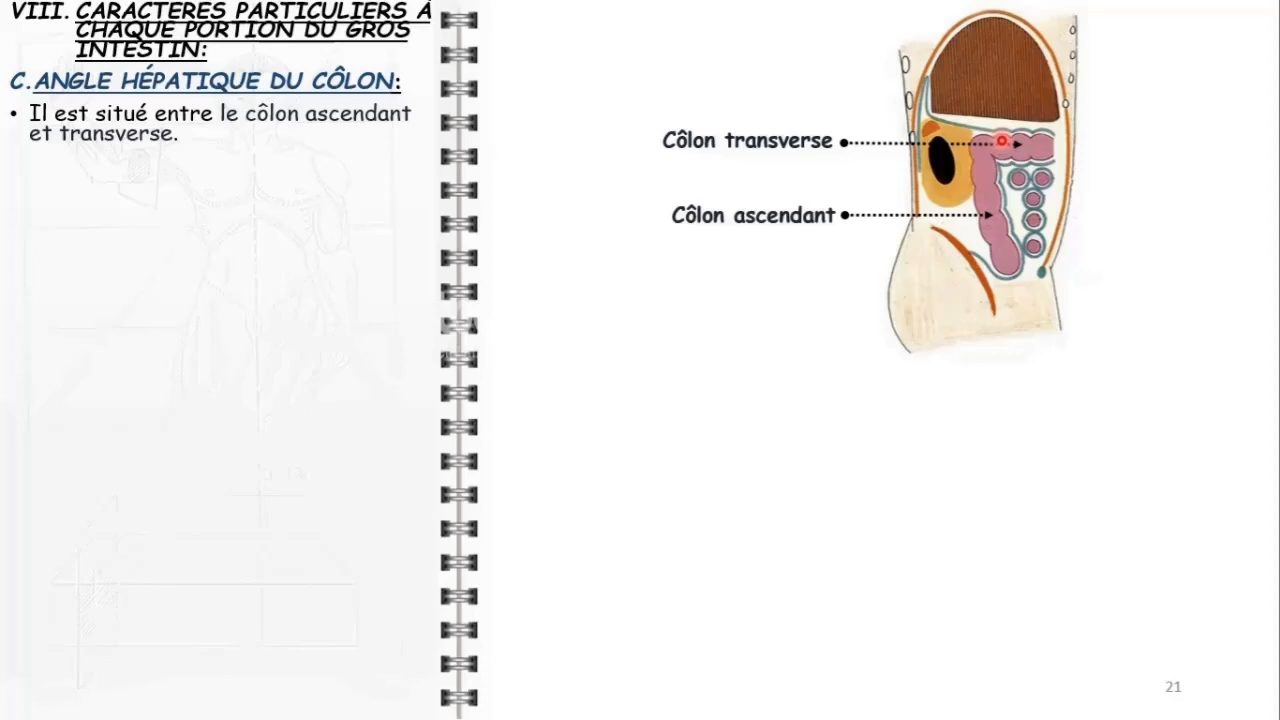 VIII. CARACTERES PARTICULIERS À
CHAQUE PORTION DU GROS
INTESTIN:
C. ANGLE HÉPATIQUE DU CÔLON:
• Il est situé entre le côlon ascendant
et transverse.
Côlon transverse
Côlon ascendant
21